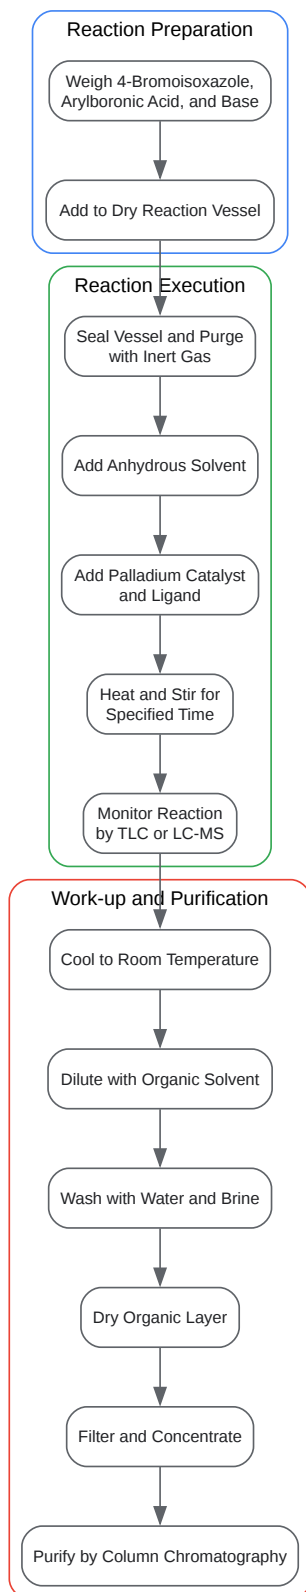 Reaction Preparation
Weigh 4-Bromoisoxazole,
Arylboronic Acid, and Base
Add to Dry Reaction Vessel
Reaction Execution
Seal Vessel and Purge
with Inert Gas
Add Anhydrous Solvent
Add Palladium Catalyst
and Ligand
Heat and Stir for
Specified Time
Monitor Reaction
by TLC or LC-MS
Work-up and Purification
Cool to Room Temperature
Dilute with Organic Solvent
Wash with Water and Brine
Dry Organic Layer
Filter and Concentrate
Purify by Column Chromatography